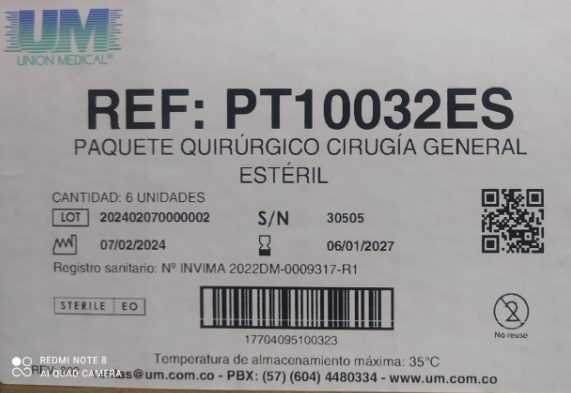 UM
UNION MEDICAL®
REF: PT10032ES
PAQUETE QUIRÚRGICO CIRUGÍA GENERAL
ESTÉRIL
CANTIDAD: 6 UNIDADES
LOT 202402070000002 S/N 30505
07/02/2024 06/01/2027
Registro sanitario: Nº INVIMA 2022DM-0009317-R1
STERILE EO
17704095100323
2
No reuse
Temperatura de almacenamiento máxima: 35°C
@um.com.co - PBX: (57) (604) 4480334 - www.um.com.co
REDMI NOTE 8
AI QUAD CAMERA